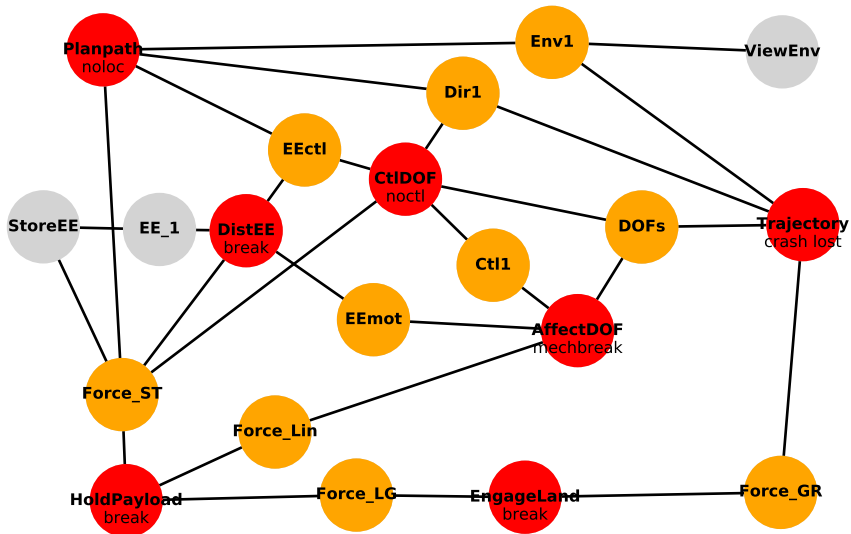 Env1
Planpath
noloc
ViewEnv
Dir1
EEctl
CtlDOF
noctl
StoreEE
EE_1
DistEE
break
DOFs
Trajectory
crash lost
Ctl1
EEmot
AffectDOF
mechbreak
Force_ST
Force_Lin
HoldPayload
break
Force_LG
EngageLand
break
Force_GR